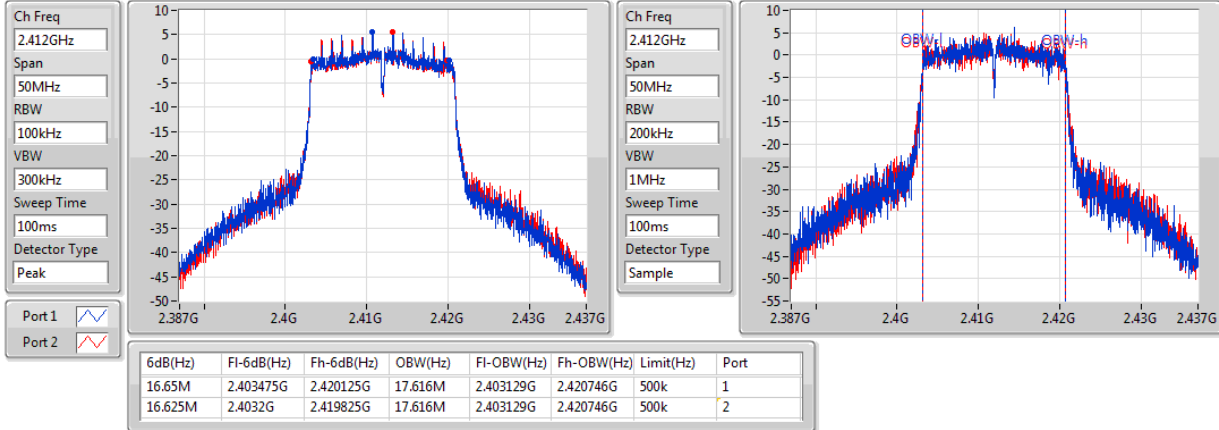 Ch Freq
2.412GHz
Span
50MHz
RBW
100kHz
VBW
300kHz
Sweep Time
100ms
Detector Type
Peak
Port 1
Port 2
10-
5-
0-
-5-
-10-
-15-
-20-
-25-
-30-
-35-
-40-
-45-
-50-
2.387G 2.4G 2.41G 2.42G 2.43G 2.437G
Ch Freq
2.412GHz
Span
50MHz
RBW
200kHz
VBW
1MHz
Sweep Time
100ms
Detector Type
Sample
10-
5-
0-
-5-
-10-
-15-
-20-
-25-
-30-
-35-
-40-
-45-
-50-
-55-
OBW-l OBW-h
2.387G 2.4G 2.41G 2.42G 2.43G 2.437G
6dB(Hz) Fl-6dB(Hz) Fh-6dB(Hz) OBW(Hz) Fl-OBW(Hz) Fh-OBW(Hz) Limit(Hz) Port
16.65M 2.403475G 2.420125G 17.616M 2.403129G 2.420746G 500k 1
16.625M 2.4032G 2.419825G 17.616M 2.403129G 2.420746G 500k 2